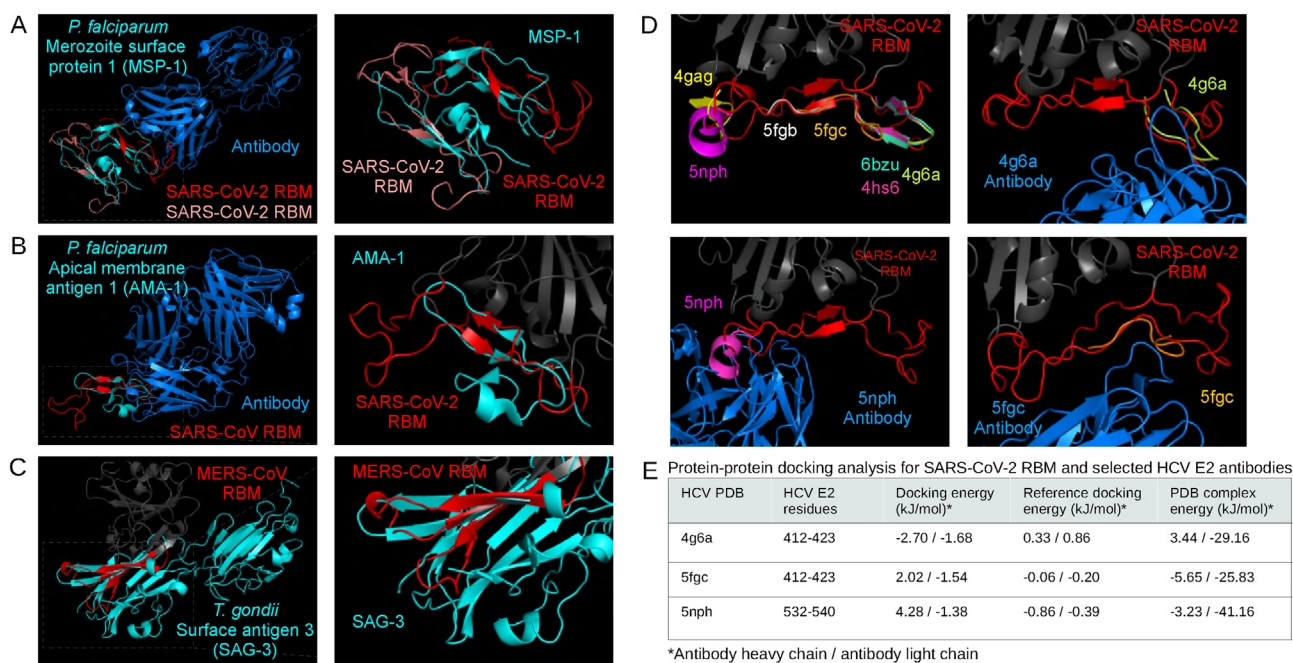 A
P. falciparum
Merozoite surface
protein 1 (MSP-1)
Antibody
SARS-CoV-2 RBM
SARS-CoV-2 RBM
MSP-1
SARS-CoV-2
RBM
SARS-CoV-2
RBM
B
P. falciparum
Apical membrane
antigen 1 (AMA-1)
Antibody
SARS-CoV RBM
AMA-1
SARS-CoV-2
RBM
C
MERS-CoV
RBM
T. gondii
Surface antigen 3
(SAG-3)
MERS-CoV RBM
SAG-3
D
SARS-CoV-2
RBM
4gag
5nph
5fgb
5fgc
6bzu
4hs6
4g6a
SARS-CoV-2
RBM
4g6a
4g6a
Antibody
SARS-CoV-2
RBM
5nph
5nph
Antibody
SARS-CoV-2
RBM
5fgc
Antibody
5fgc
E Protein-protein docking analysis for SARS-CoV-2 RBM and selected HCV E2 antibodies
HCV PDB
HCV E2
residues
Docking energy
(kJ/mol)*
Reference docking
energy (kJ/mol)*
PDB complex
energy (kJ/mol)*
4g6a 412-423 -2.70 / -1.68 0.33 / 0.86 3.44 / -29.16
5fgc 412-423 2.02 / -1.54 -0.06 / -0.20 -5.65 / -25.83
5nph 532-540 4.28 / -1.38 -0.86 / -0.39 -3.23 / -41.16
*Antibody heavy chain / antibody light chain